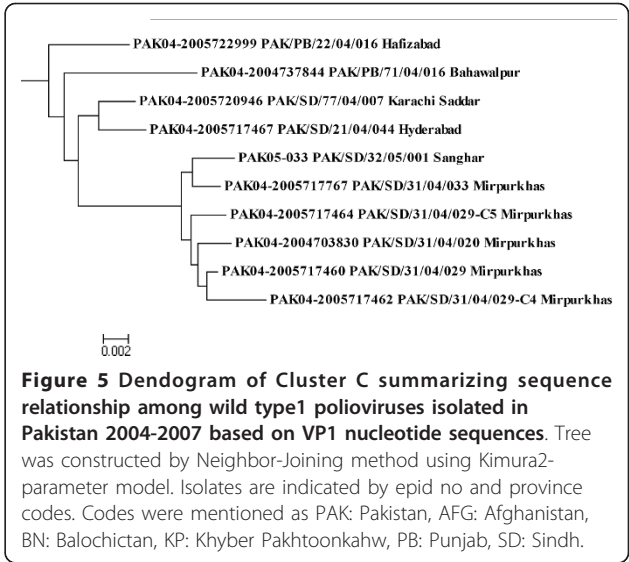 PAK04-2005722999 PAK/PB/22/04/016 Hafizabad
PAK04-2004737844 PAK/PB/71/04/016 Bahawalpur
PAK04-2005720946 PAK/SD/77/04/007 Karachi Saddar
PAK04-2005717467 PAK/SD/21/04/044 Hyderabad
PAK05-033 PAK/SD/32/05/001 Sanghar
PAK04-2005717767 PAK/SD/31/04/033 Mirpurkhas
PAK04-2005717464 PAK/SD/31/04/029-C5 Mirpurkhas
PAK04-2004703830 PAK/SD/31/04/020 Mirpurkhas
PAK04-2005717460 PAK/SD/31/04/029 Mirpurkhas
PAK04-2005717462 PAK/SD/31/04/029-C4 Mirpurkhas
0.002
Figure 5 Dendogram of Cluster C summarizing sequence
relationship among wild type1 polioviruses isolated in
Pakistan 2004-2007 based on VP1 nucleotide sequences. Tree
was constructed by Neighbor-Joining method using Kimura2-
parameter model. Isolates are indicated by epid no and province
codes. Codes were mentioned as PAK: Pakistan, AFG: Afghanistan,
BN: Balochictan, KP: Khyber Pakhtoonkahw, PB: Punjab, SD: Sindh.